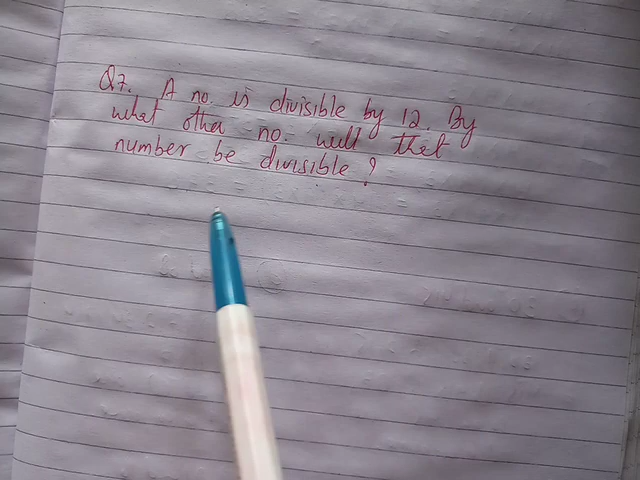 Q7. A no. is divisible by 12. By
what other no. will that
number be divisible?